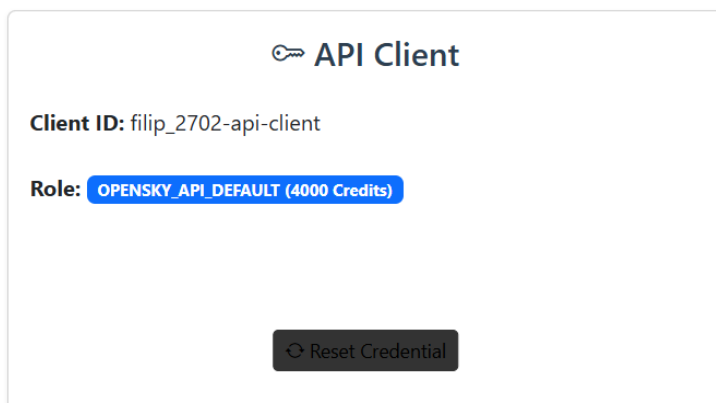 API Client
Client ID: filip_2702-api-client
Role: OPENSKY_API_DEFAULT (4000 Credits)
Reset Credential